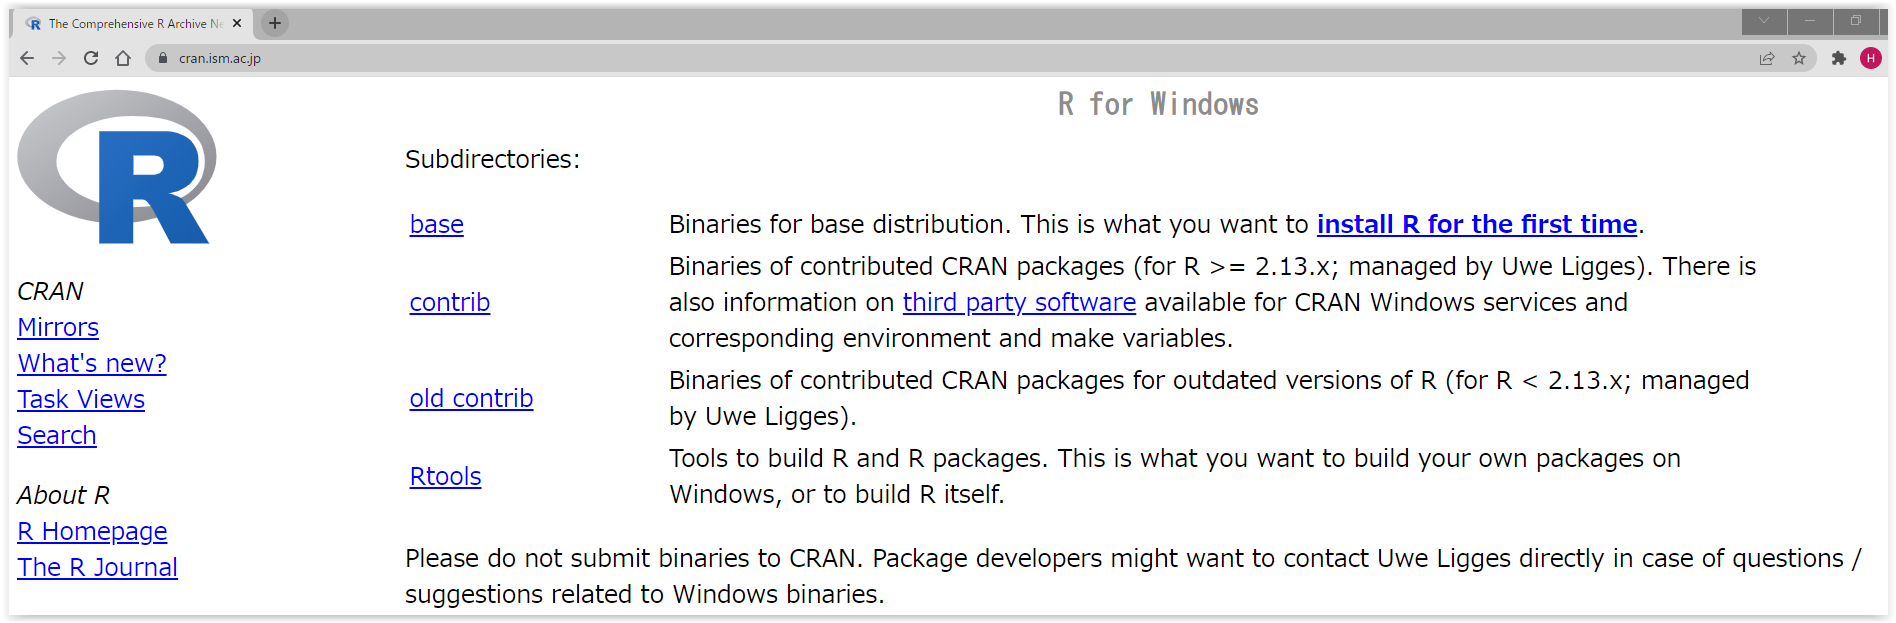 The Comprehensive R Archive Ne
cran.ism.ac.jp
H
R
R for Windows
Subdirectories:
base
Binaries for base distribution. This is what you want to install R for the first time.
contrib
Binaries of contributed CRAN packages (for R >= 2.13.x; managed by Uwe Ligges). There is
also information on third party software available for CRAN Windows services and
corresponding environment and make variables.
old contrib
Binaries of contributed CRAN packages for outdated versions of R (for R < 2.13.x; managed
by Uwe Ligges).
Rtools
Tools to build R and R packages. This is what you want to build your own packages on
Windows, or to build R itself.
Please do not submit binaries to CRAN. Package developers might want to contact Uwe Ligges directly in case of questions /
suggestions related to Windows binaries.
CRAN
Mirrors
What's new?
Task Views
Search
About R
R Homepage
The R Journal